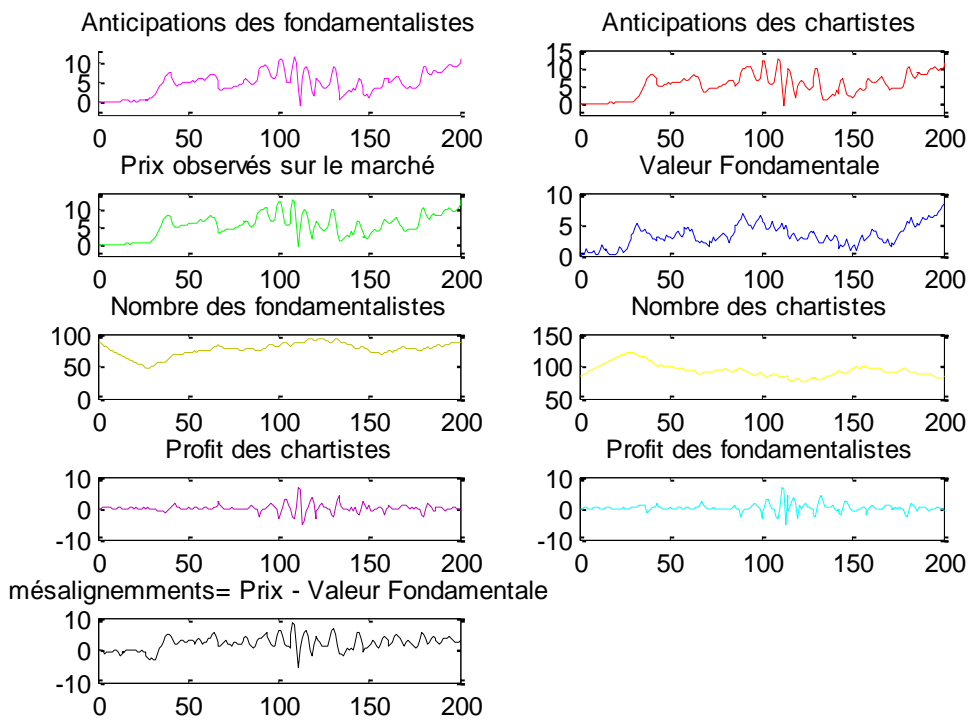 Anticipations des fondamentalistes
10
5
0
0 50 100 150 200
Anticipations des chartistes
15
10
5
0
0 50 100 150 200
Prix observés sur le marché
10
5
0
0 50 100 150 200
Valeur Fondamentale
10
5
0
0 50 100 150 200
Nombre des fondamentalistes
100
50
0
0 50 100 150 200
Nombre des chartistes
150
100
50
0 50 100 150 200
Profit des chartistes
10
0
-10
0 50 100 150 200
Profit des fondamentalistes
10
0
-10
0 50 100 150 200
mésalignemments= Prix - Valeur Fondamentale
10
0
-10
0 50 100 150 200